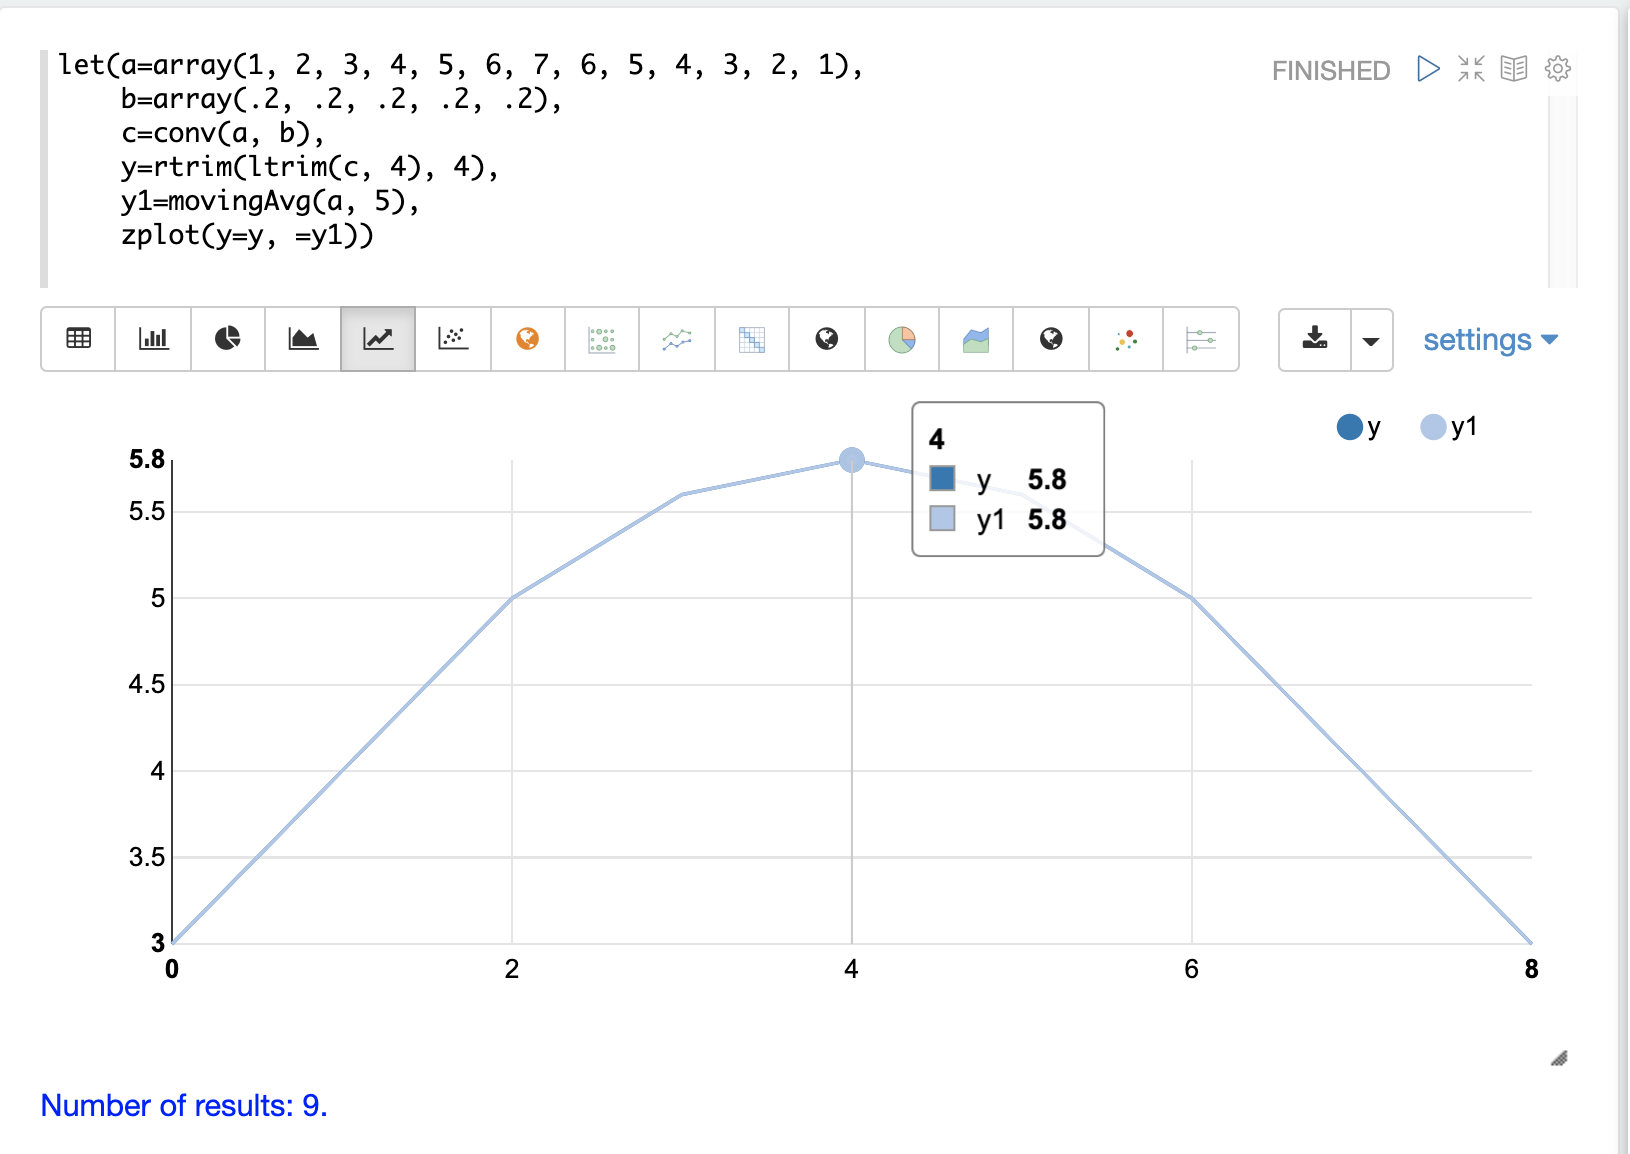 let(a=array(1, 2, 3, 4, 5, 6, 7, 6, 5, 4, 3, 2, 1),
b=array(.2, .2, .2, .2, .2),
c=conv(a, b),
y=rtrim(ltrim(c, 4), 4),
y1=movingAvg(a, 5),
zplot(y=y, =y1))
FINISHED
settings
y y1
4
y 5.8
y1 5.8
5.8
5.5
5
4.5
4
3.5
3
0 2 4 6 8
Number of results: 9.